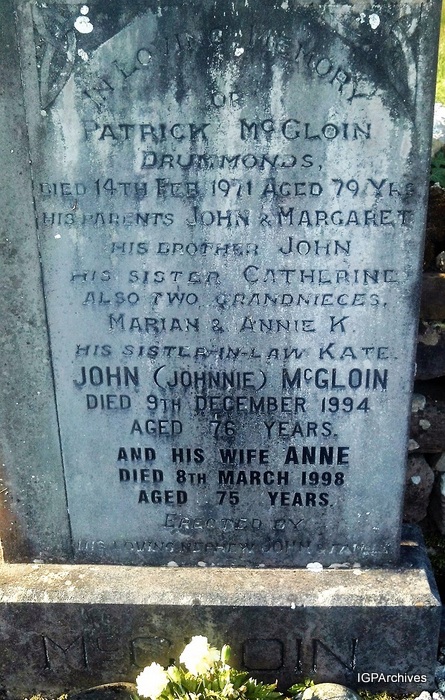 IN LOVING MEMORY
OF
PATRICK McGLOIN
DRUMMONDS,
DIED 14TH FEB 1971 AGED 79 YRS
HIS PARENTS JOHN & MARGARET
HIS BROTHER JOHN
HIS SISTER CATHERINE
ALSO TWO GRANDNIECES,
MARIAN & ANNIE K.
HIS SISTER-IN-LAW KATE.
JOHN (JOHNNIE) McGLOIN
DIED 9TH DECEMBER 1994
AGED 76 YEARS.
AND HIS WIFE ANNE
DIED 8TH MARCH 1998
AGED 75 YEARS.
ERECTED BY
HIS LOVING NEPHEW JOHN & FAMILY
McGLOIN
IGPArchives